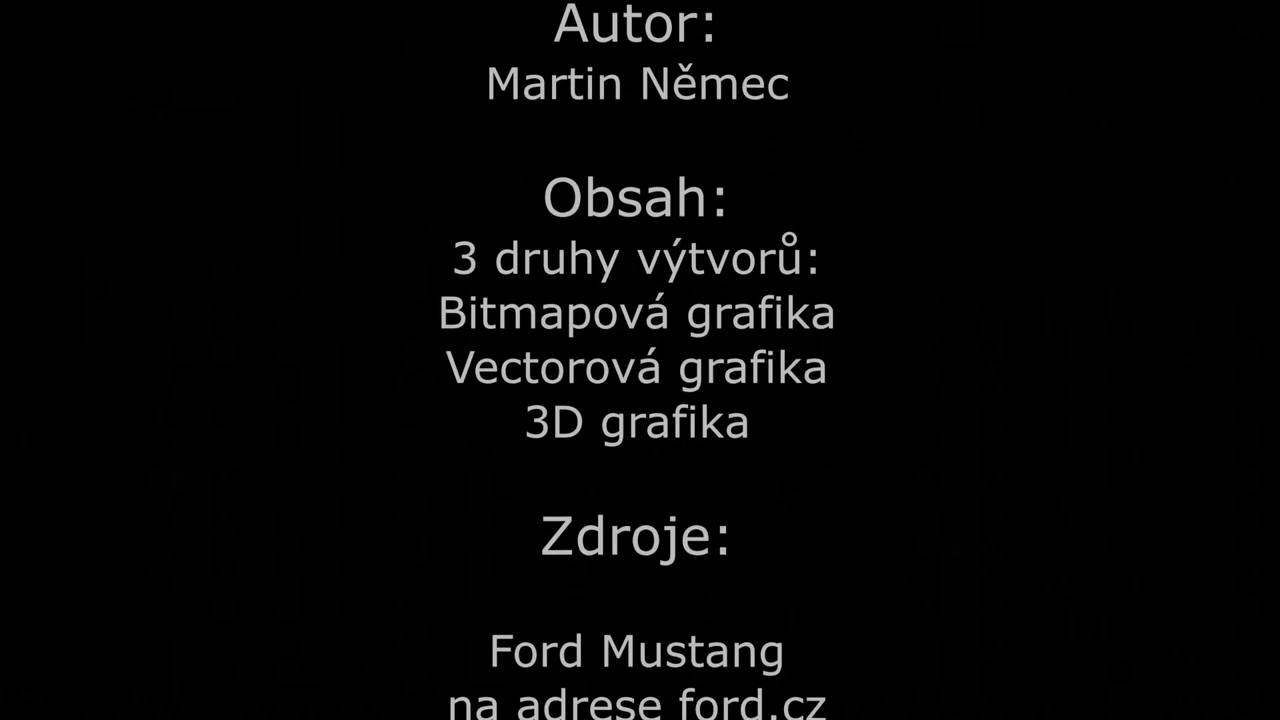 Autor:
Martin Němec
Obsah:
3 druhy výtvorů:
Bitmapová grafika
Vectorová grafika
3D grafika
Zdroje:
Ford Mustang
na adrese ford.cz